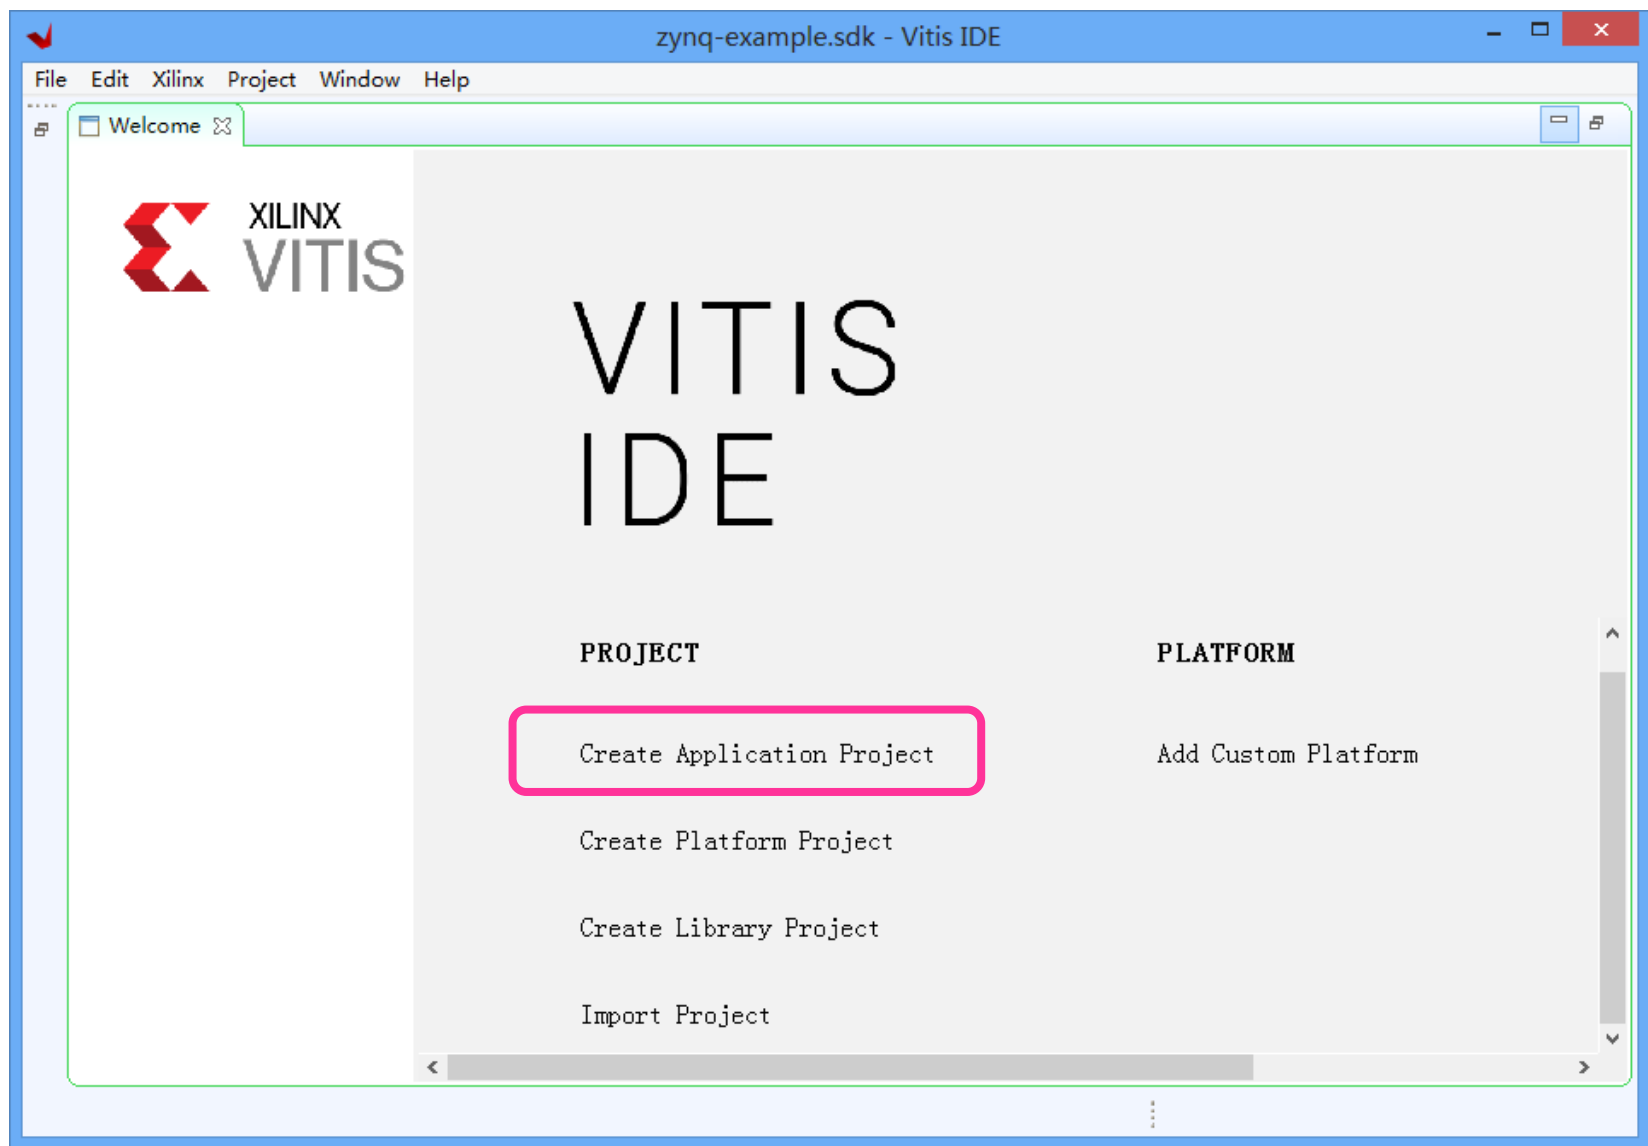 zynq-example.sdk - Vitis IDE
File Edit Xilinx Project Window Help
Welcome
XILINX
VITIS
VITIS
IDE
PROJECT
PLATFORM
Create Application Project
Add Custom Platform
Create Platform Project
Create Library Project
Import Project